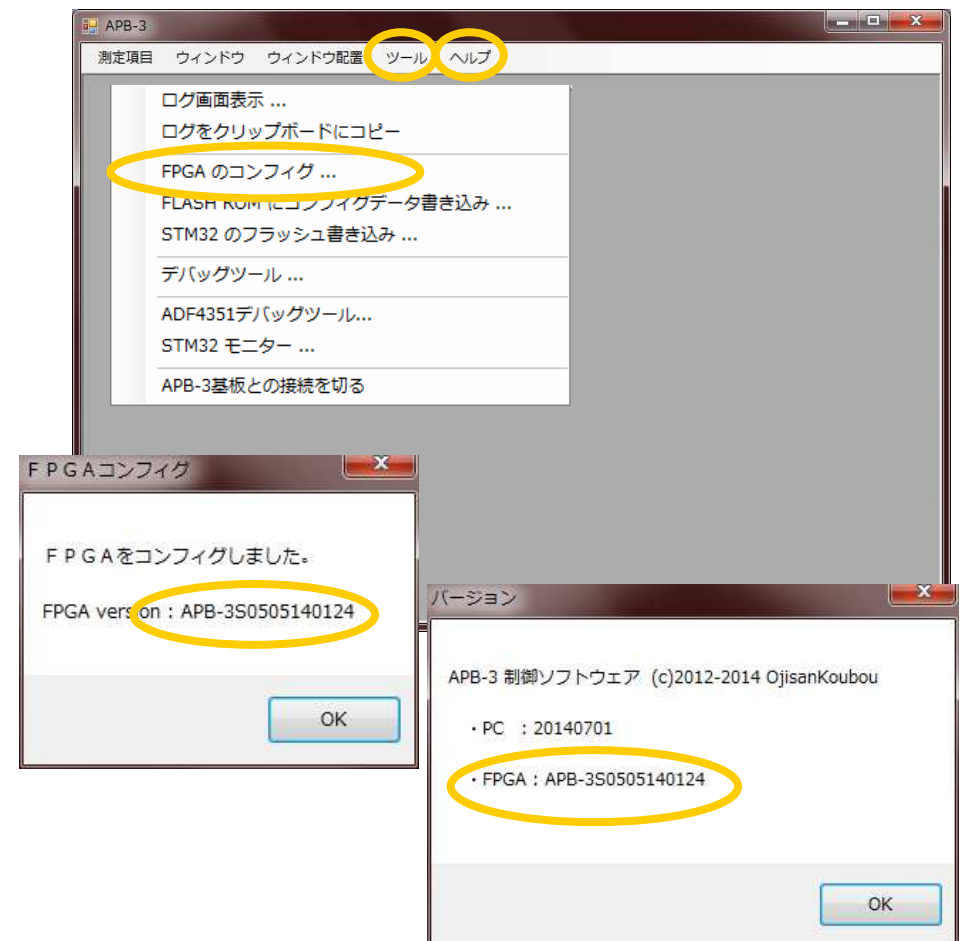 APB-3
測定項目 ウィンドウ ウィンドウ配置 ツール ヘルプ
ログ画面表示 ...
ログをクリップボードにコピー
FPGA のコンフィグ ...
FLASH ROM にコンフィグデータ書き込み ...
STM32 のフラッシュ書き込み ...
デバッグツール ...
ADF4351デバッグツール...
STM32 モニター ...
APB-3基板との接続を切る
ＦＰＧＡコンフィグ
ＦＰＧＡをコンフィグしました。
FPGA version : APB-3S0505140124
OK
バージョン
APB-3 制御ソフトウェア (c)2012-2014 OjisanKoubou
・PC : 20140701
・FPGA : APB-3S0505140124
OK